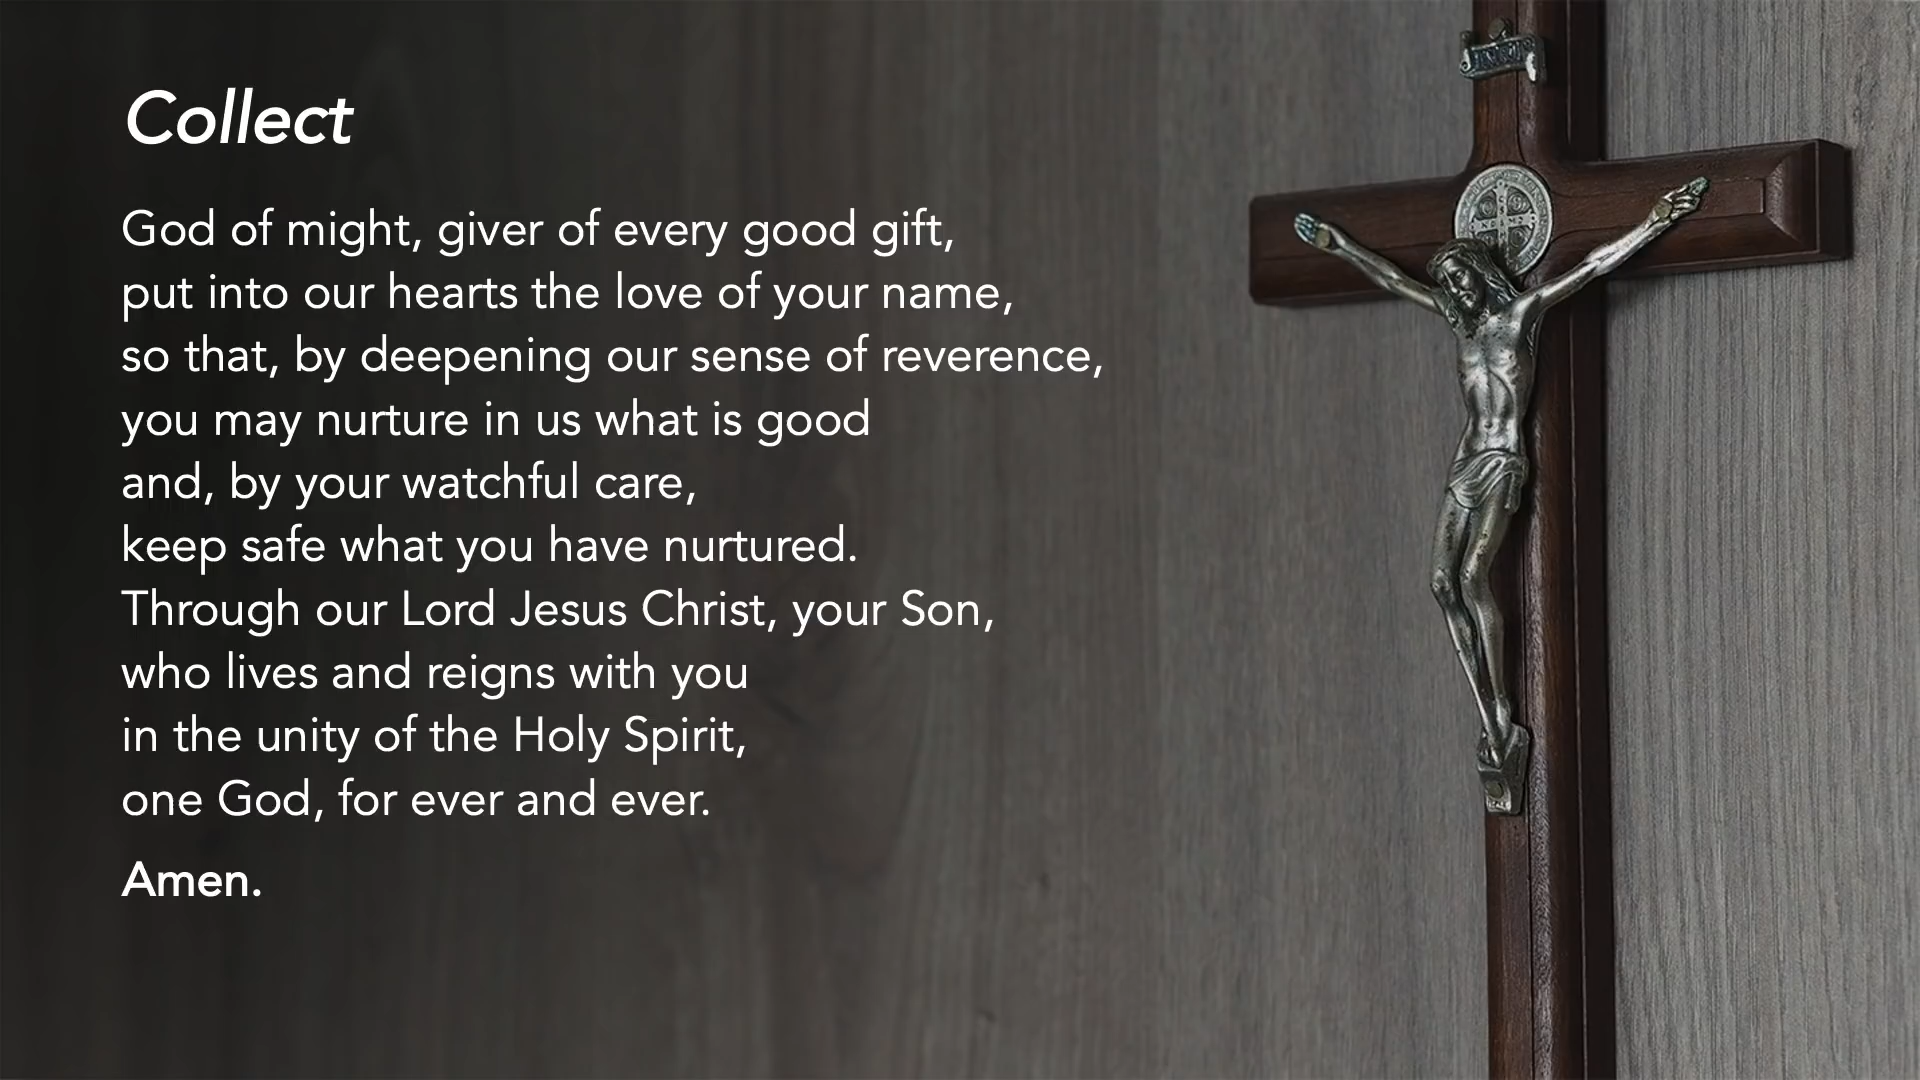 Collect
God of might, giver of every good gift,
put into our hearts the love of your name,
so that, by deepening our sense of reverence,
you may nurture in us what is good
and, by your watchful care,
keep safe what you have nurtured.
Through our Lord Jesus Christ, your Son,
who lives and reigns with you
in the unity of the Holy Spirit,
one God, for ever and ever.
Amen.